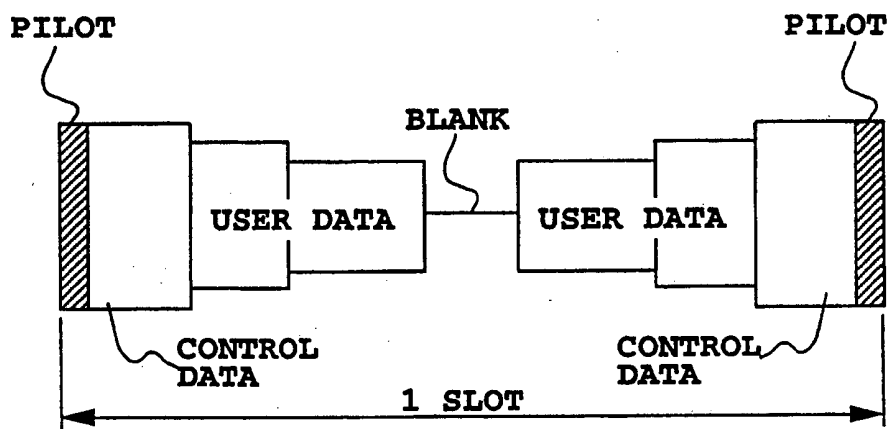 PILOT
PILOT
BLANK
USER DATA
USER DATA
CONTROL
DATA
CONTROL
DATA
1 SLOT